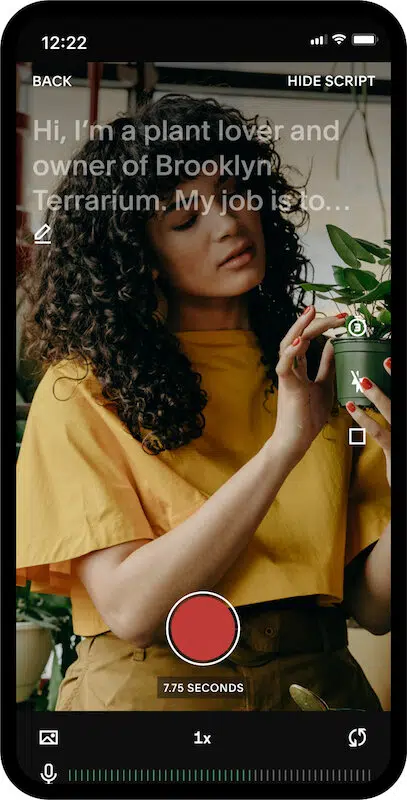 12:22
BACK
HIDE SCRIPT
Hi, I’m a plant lover and
owner of Brooklyn
Terrarium. My job is to...
3
7.75 SECONDS
1x